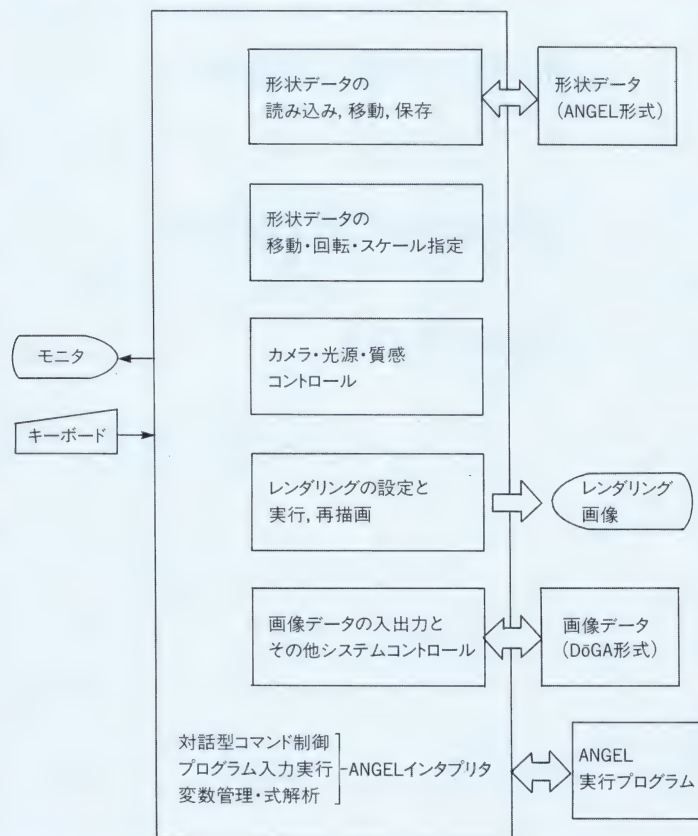 形状データの
読み込み, 移動, 保存
形状データ
(ANGEL形式)
形状データの
移動・回転・スケール指定
モニタ
カメラ・光源・質感
コントロール
キーボード
レンダリングの設定と
実行, 再描画
レンダリング
画像
画像データの入出力と
その他システムコントロール
画像データ
(DōGA形式)
対話型コマンド制御
プログラム入力実行
変数管理・式解析
-ANGELインタプリタ
ANGEL
実行プログラム